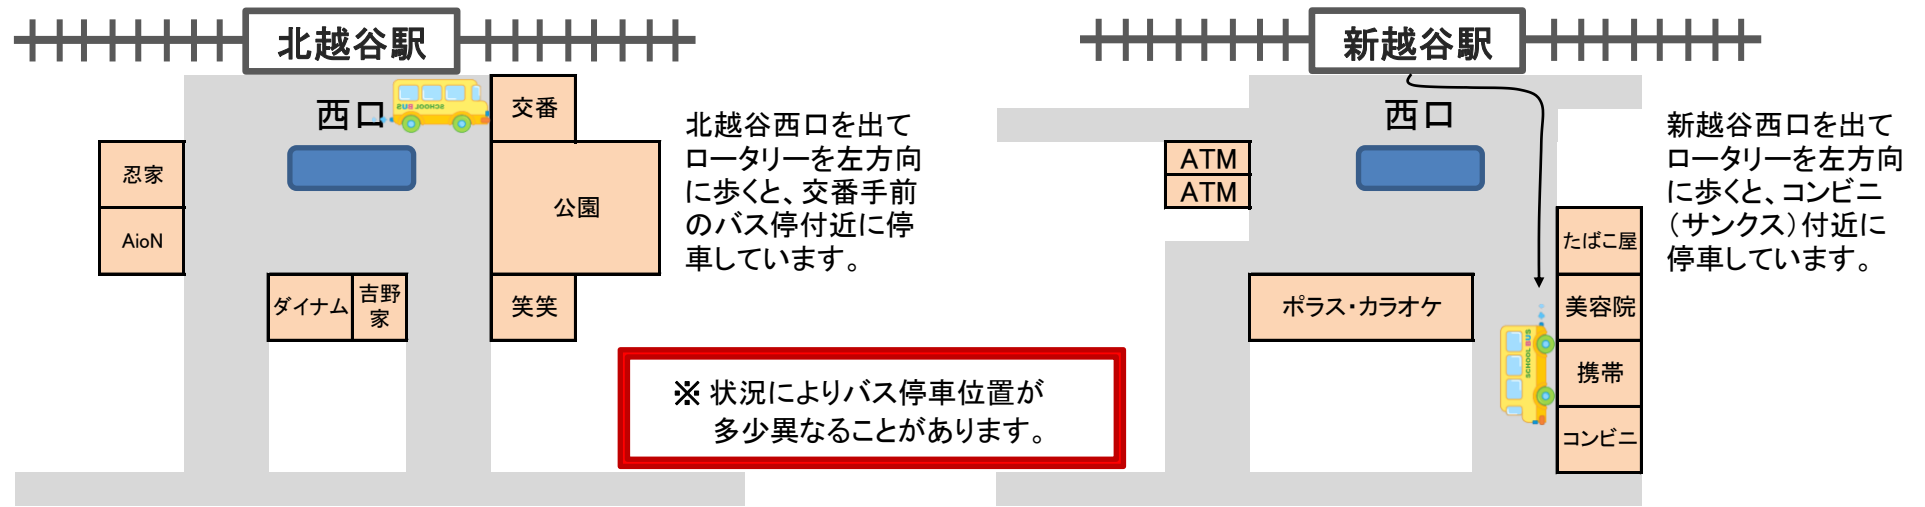 北越谷駅
西口
SCHOOL BUS
交番
忍家
AioN
公園
ダイナム
吉野
家
笑笑
北越谷西口を出て
ロータリーを左方向
に歩くと、交番手前
のバス停付近に停
車しています。
※ 状況によりバス停車位置が
多少異なることがあります。
新越谷駅
西口
ATM
ATM
たばこ屋
美容院
携帯
コンビニ
ポラス・カラオケ
SCHOOL BUS
新越谷西口を出て
ロータリーを左方向
に歩くと、コンビニ
（サンクス）付近に
停車しています。